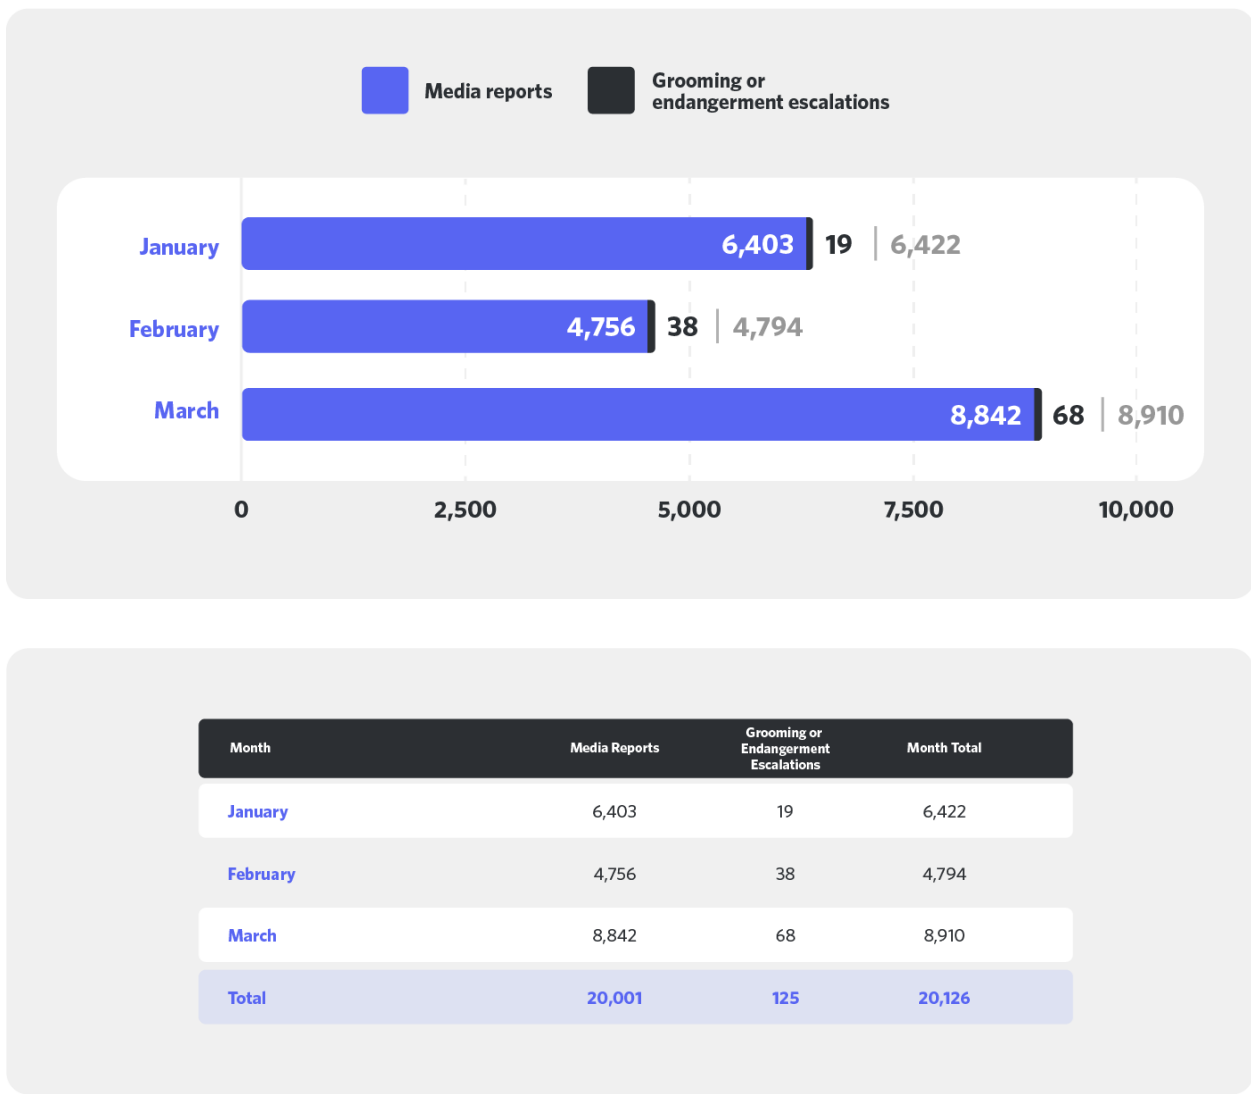 Media reports
Grooming or
endangerment escalations
January 6,403 19 6,422
February 4,756 38 4,794
March 8,842 68 8,910
0 2,500 5,000 7,500 10,000
Month Media Reports Grooming or Endangerment Escalations Month Total
January 6,403 19 6,422
February 4,756 38 4,794
March 8,842 68 8,910
Total 20,001 125 20,126